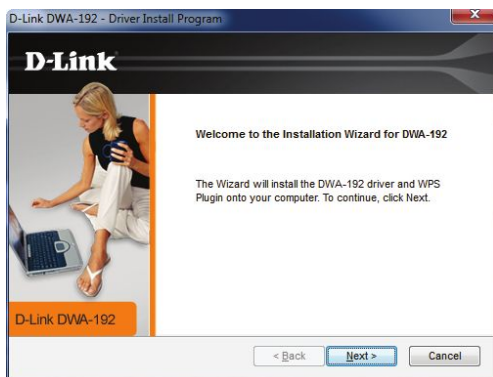 D-Link DWA-192 - Driver Install Program
D-Link
Welcome to the Installation Wizard for DWA-192
The Wizard will install the DWA-192 driver and WPS
Plugin onto your computer. To continue, click Next.
D-Link DWA-192
< Back
Next >
Cancel